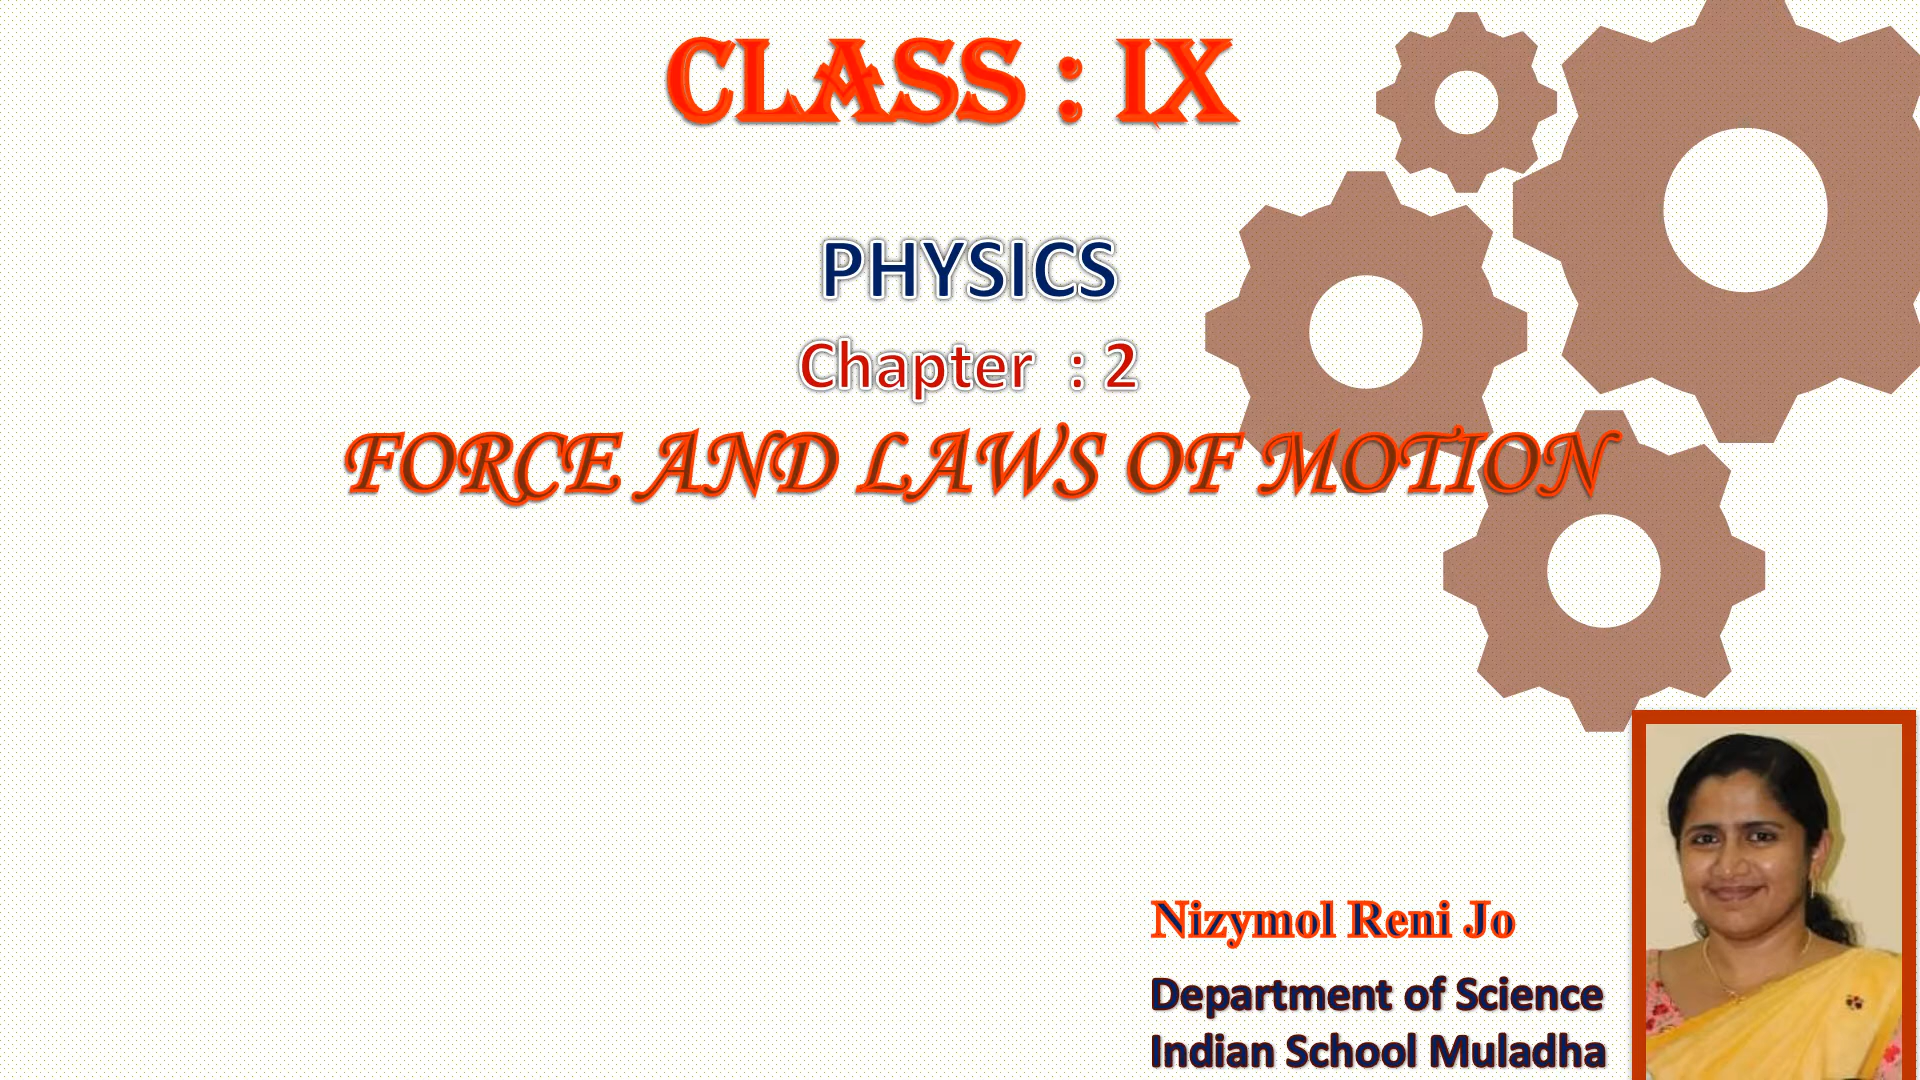 CLASS : IX
PHYSICS
Chapter : 2
FORCE AND LAWS OF MOTION
Nizymol Reni Jo
Department of Science
Indian School Muladha